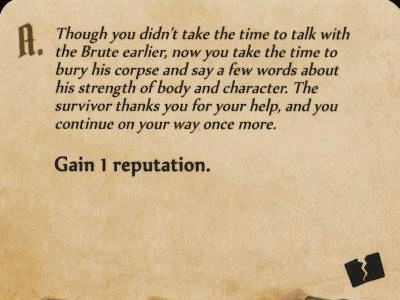 A. Though you didn't take the time to talk with
the Brute earlier, now you take the time to
bury his corpse and say a few words about
his strength of body and character. The
survivor thanks you for your help, and you
continue on your way once more.
Gain 1 reputation.